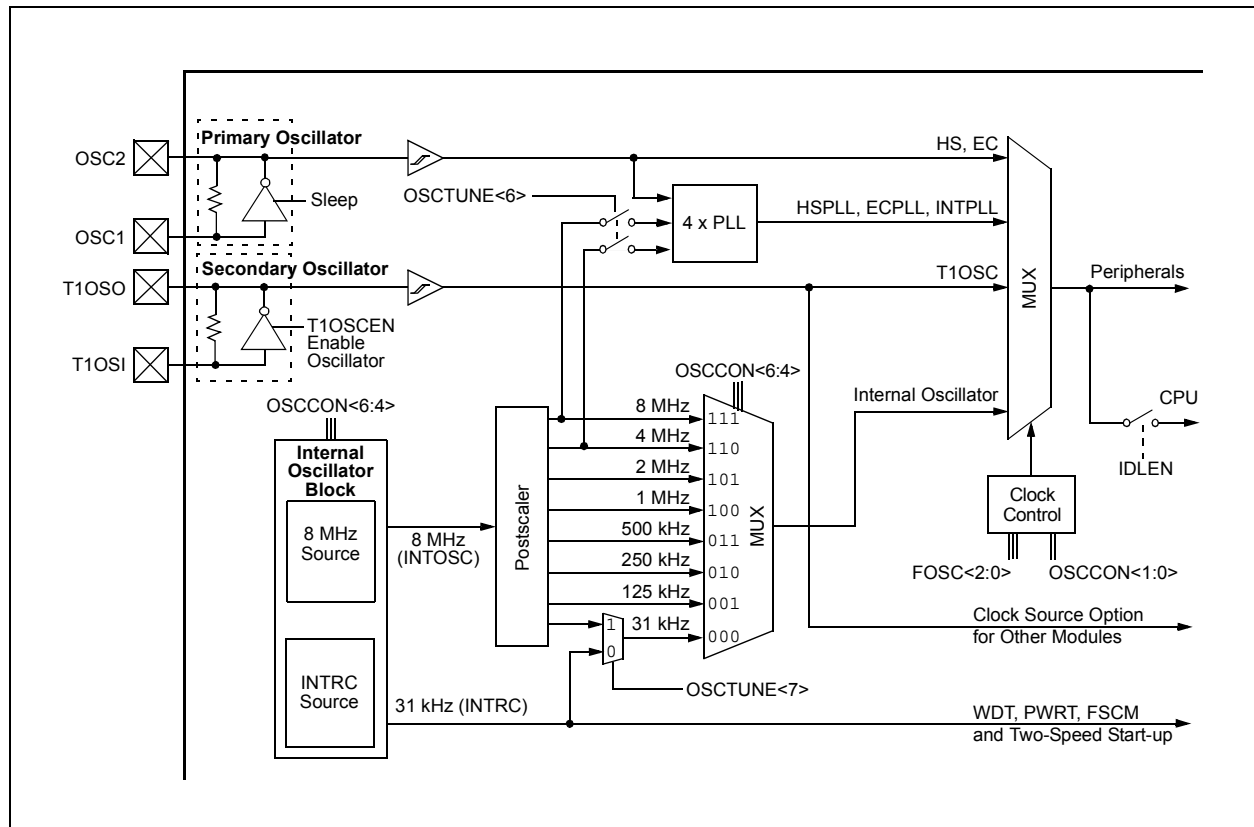 Primary Oscillator
OSC2
HS, EC
OSCTUNE<6>
Sleep
4 x PLL
HSPLL, ECPLL, INTPLL
OSC1
Secondary Oscillator
T1OSO
T1OSC
MUX
Peripherals
T1OSCEN
Enable
Oscillator
T1OSI
OSCCON<6:4>
Internal Oscillator
CPU
IDLEN
OSCCON<6:4>
Internal
Oscillator
Block
8 MHz
Source
8 MHz
(INTOSC)
Postscaler
8 MHz
111
4 MHz
110
2 MHz
101
1 MHz
100
500 kHz
011
250 kHz
010
125 kHz
001
1
0
31 kHz
000
MUX
Clock
Control
FOSC<2:0>
OSCCON<1:0>
Clock Source Option
for Other Modules
OSCTUNE<7>
INTRC
Source
31 kHz (INTRC)
WDT, PWRT, FSCM
and Two-Speed Start-up